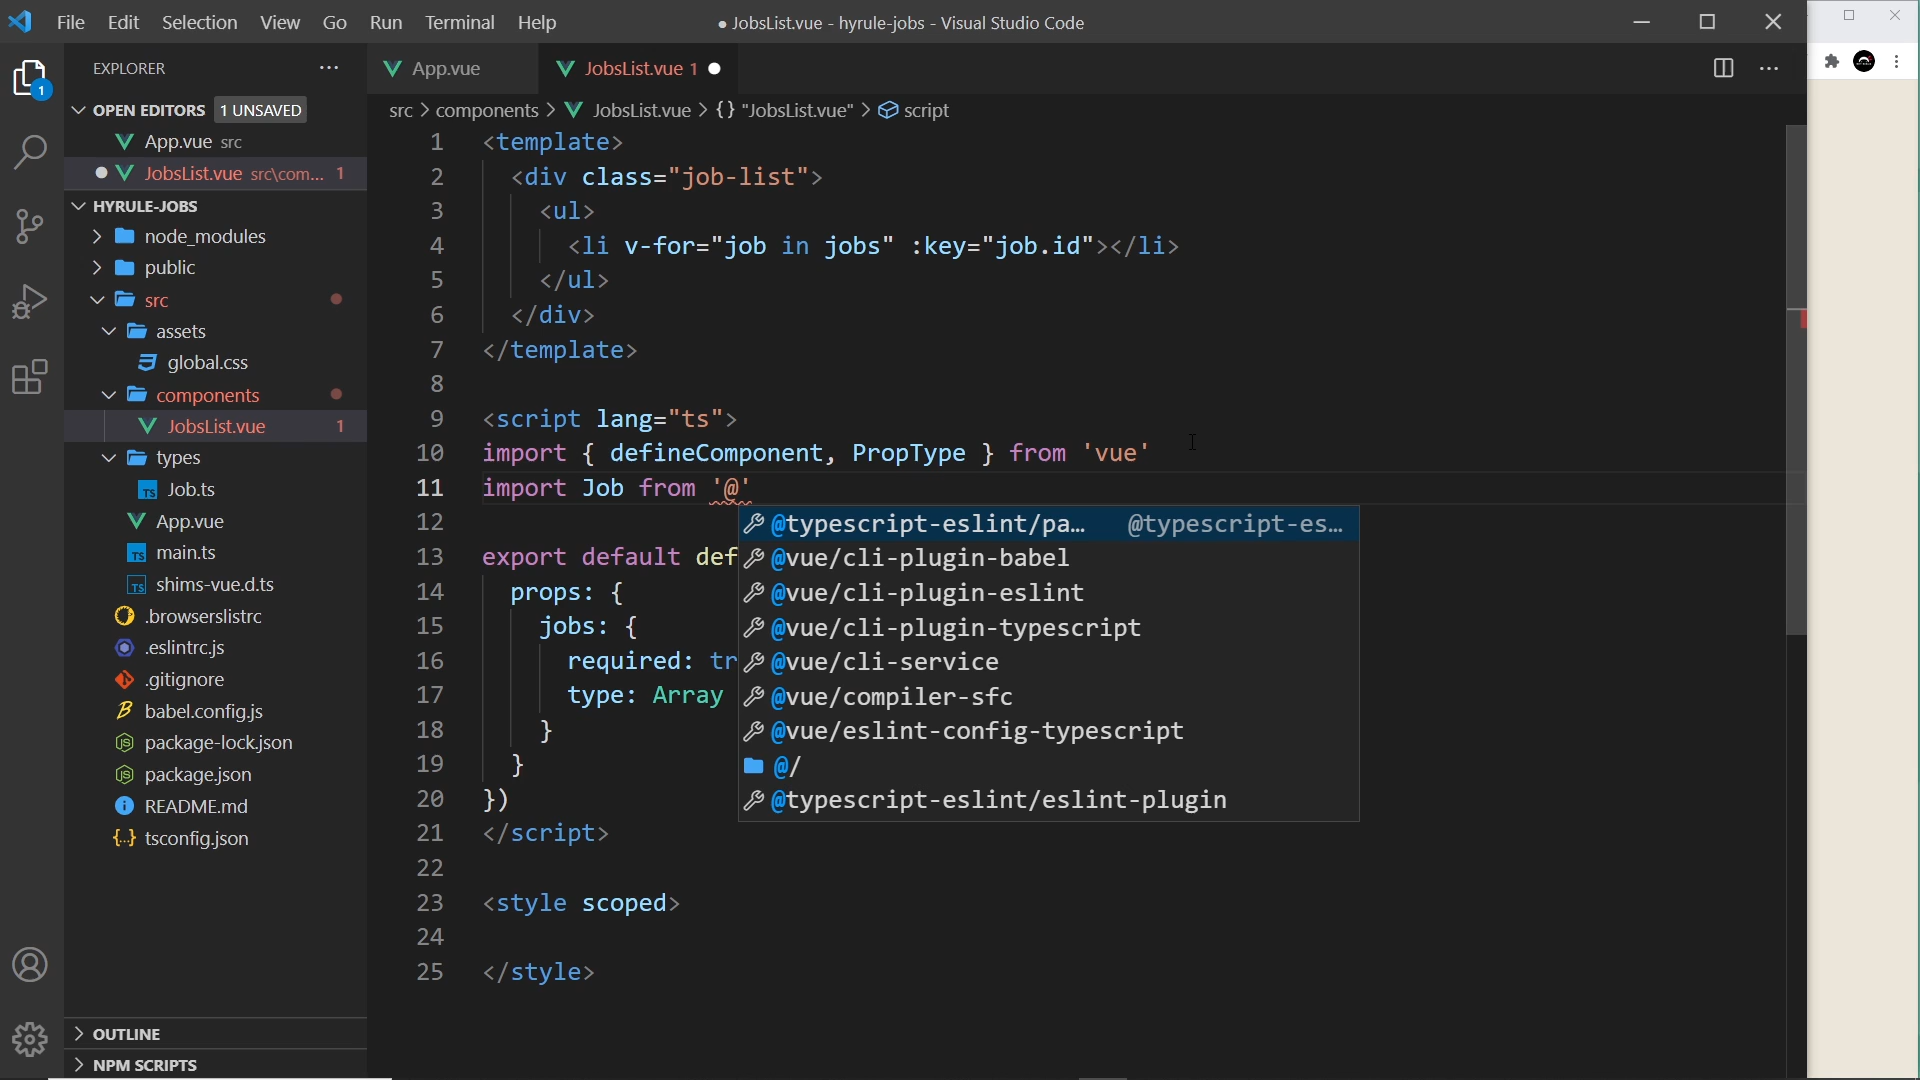 File Edit Selection View Go Run Terminal Help
● JobsList.vue - hyrule-jobs - Visual Studio Code
EXPLORER
OPEN EDITORS 1 UNSAVED
App.vue src
JobsList.vue src\com... 1
HYRULE-JOBS
node_modules
public
src
assets
global.css
components
JobsList.vue 1
types
TS Job.ts
App.vue
TS main.ts
TS shims-vue.d.ts
.browserslistrc
.eslintrc.js
.gitignore
babel.config.js
package-lock.json
package.json
README.md
tsconfig.json
OUTLINE
NPM SCRIPTS
1
App.vue
JobsList.vue 1
src > components > JobsList.vue > {} "JobsList.vue" > script
1 <template>
2 <div class="job-list">
3 <ul>
4 <li v-for="job in jobs" :key="job.id"></li>
5 </ul>
6 </div>
7 </template>
8
9 <script lang="ts">
10 import { defineComponent, PropType } from 'vue'
11 import Job from '@'
12
13 export default def
14 props: {
15 jobs: {
16 required: tr
17 type: Array
18 }
19 }
20 })
21 </script>
22
23 <style scoped>
24
25 </style>
@typescript-eslint/pa... @typescript-es...
@vue/cli-plugin-babel
@vue/cli-plugin-eslint
@vue/cli-plugin-typescript
@vue/cli-service
@vue/compiler-sfc
@vue/eslint-config-typescript
@/
@typescript-eslint/eslint-plugin